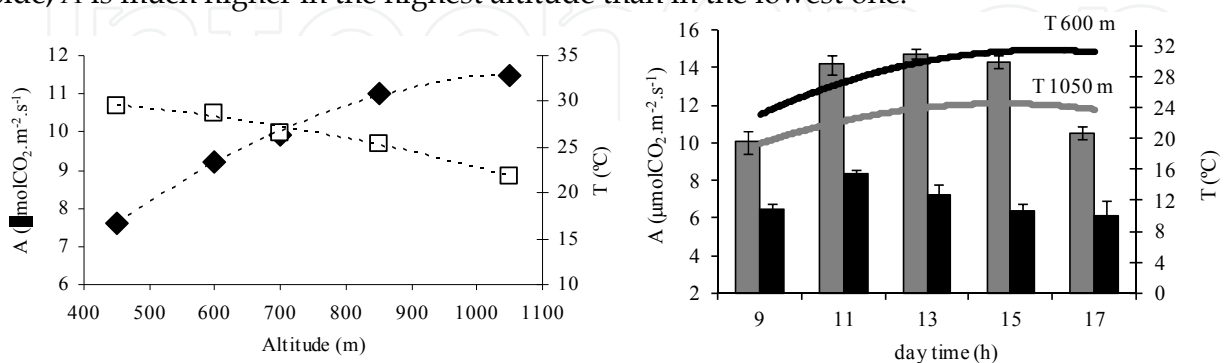 side, A is much higher in the highest altitude than in the lowest one.
12
11
10
9
8
7
6
A ( molCO2.m-2.s-1)
35
30
25
20
15
10
T (ºC)
400 500 600 700 800 900 1000 1100
Altitude (m)
16
14
12
10
8
6
4
2
A (µmolCO2.m-2.s-1)
T 600 m
T 1050 m
32
28
24
20
16
12
8
4
0
T (ºC)
9 11 13 15 17
day time (h)